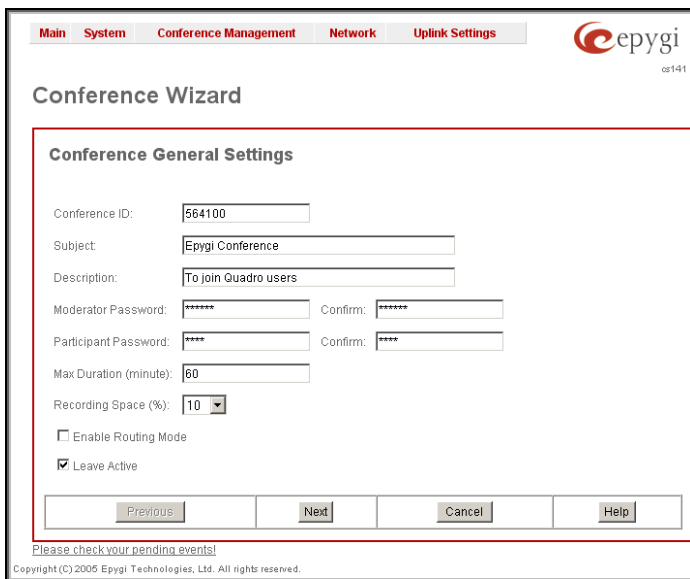 Main System Conference Management Network Uplink Settings
epygi
cs141
Conference Wizard
Conference General Settings
Conference ID: 564100
Subject: Epygi Conference
Description: To join Quadro users
Moderator Password: ****** Confirm: ******
Participant Password: **** Confirm: ****
Max Duration (minute): 60
Recording Space (%): 10
Enable Routing Mode
Leave Active
Previous Next Cancel Help
Please check your pending events!
Copyright (C) 2005 Epygi Technologies, Ltd. All rights reserved.